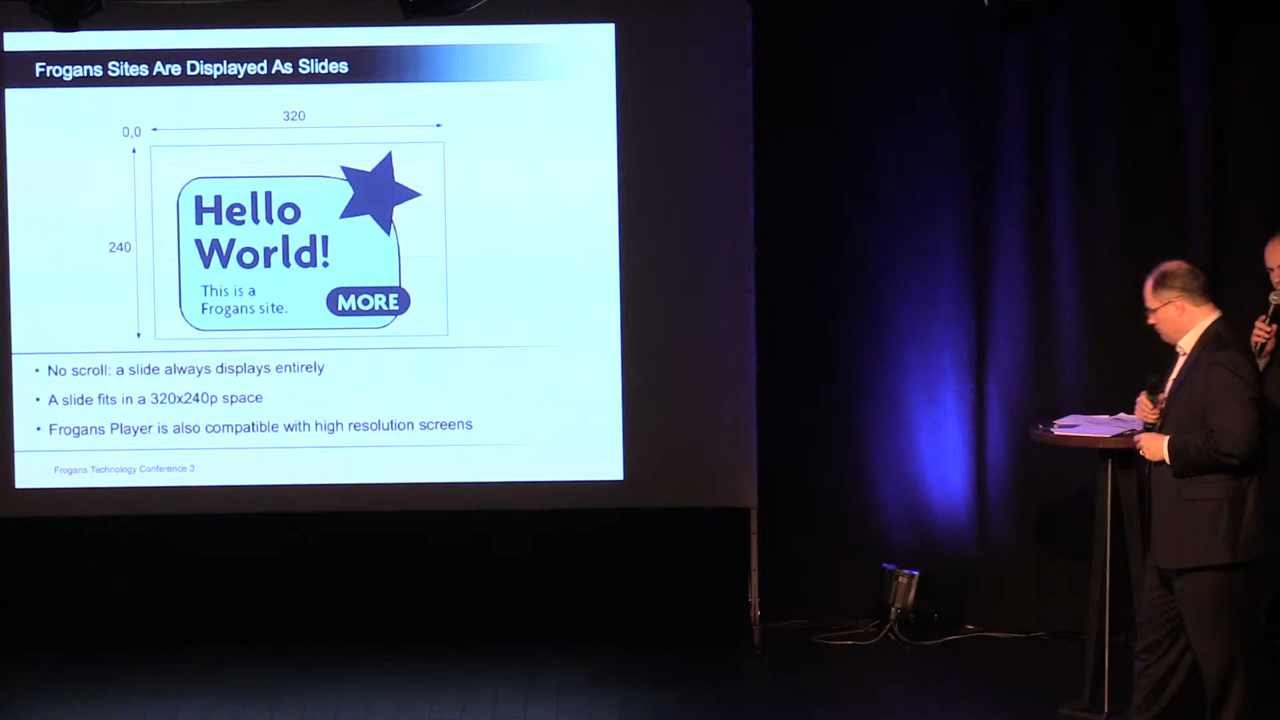 Frogans Sites Are Displayed As Slides
320
0,0
240
Hello
World!
This is a
Frogans site.
MORE
• No scroll: a slide always displays entirely
• A slide fits in a 320x240p space
• Frogans Player is also compatible with high resolution screens
Frogans Technology Conference 3